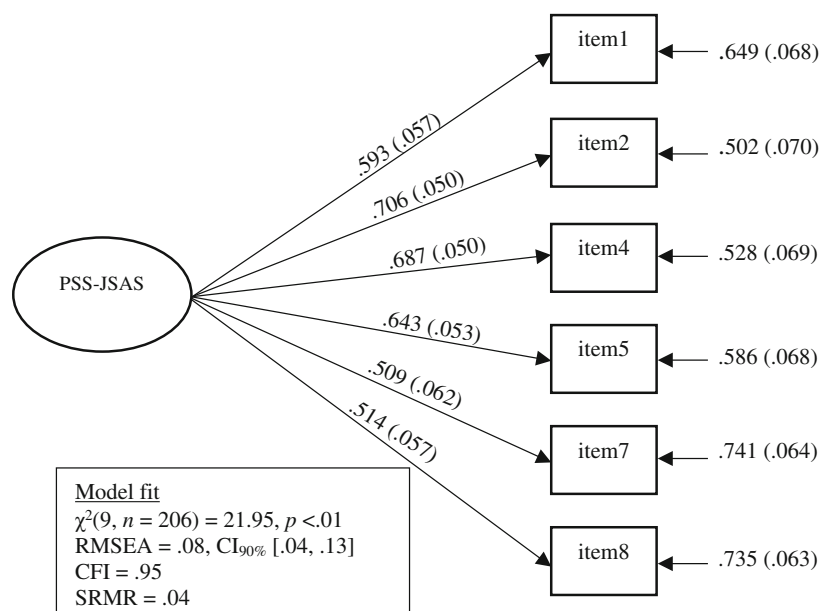 item1
.649 (.068)
.593 (.057)
item2
.502 (.070)
.706 (.050)
item4
.528 (.069)
.687 (.050)
PSS-JSAS
item5
.586 (.068)
.643 (.053)
item7
.741 (.064)
.509 (.062)
item8
.735 (.063)
.514 (.057)
Model fit
χ²(9, n = 206) = 21.95, p <.01
RMSEA = .08, CI₉₀% [.04, .13]
CFI = .95
SRMR = .04